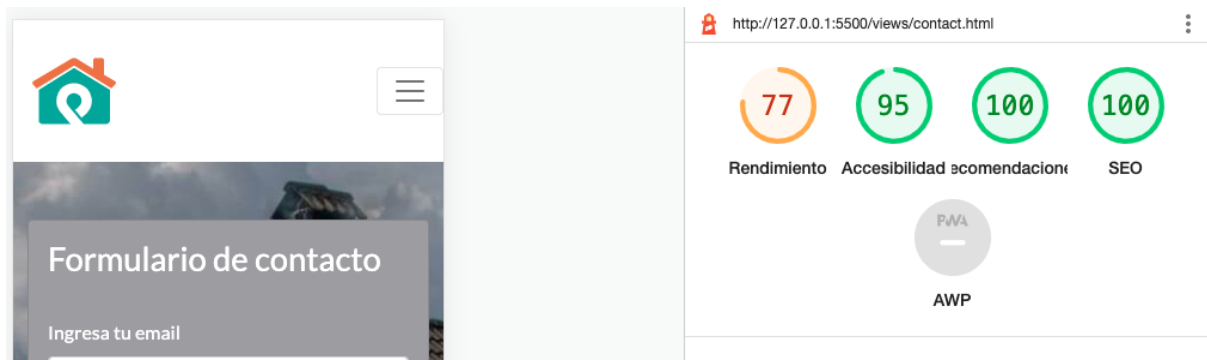 http://127.0.0.1:5500/views/contact.html
77
95
100
100
Rendimiento
Accesibilidad
ecomendacione
SEO
PWA
AWP
Formulario de contacto
Ingresa tu email